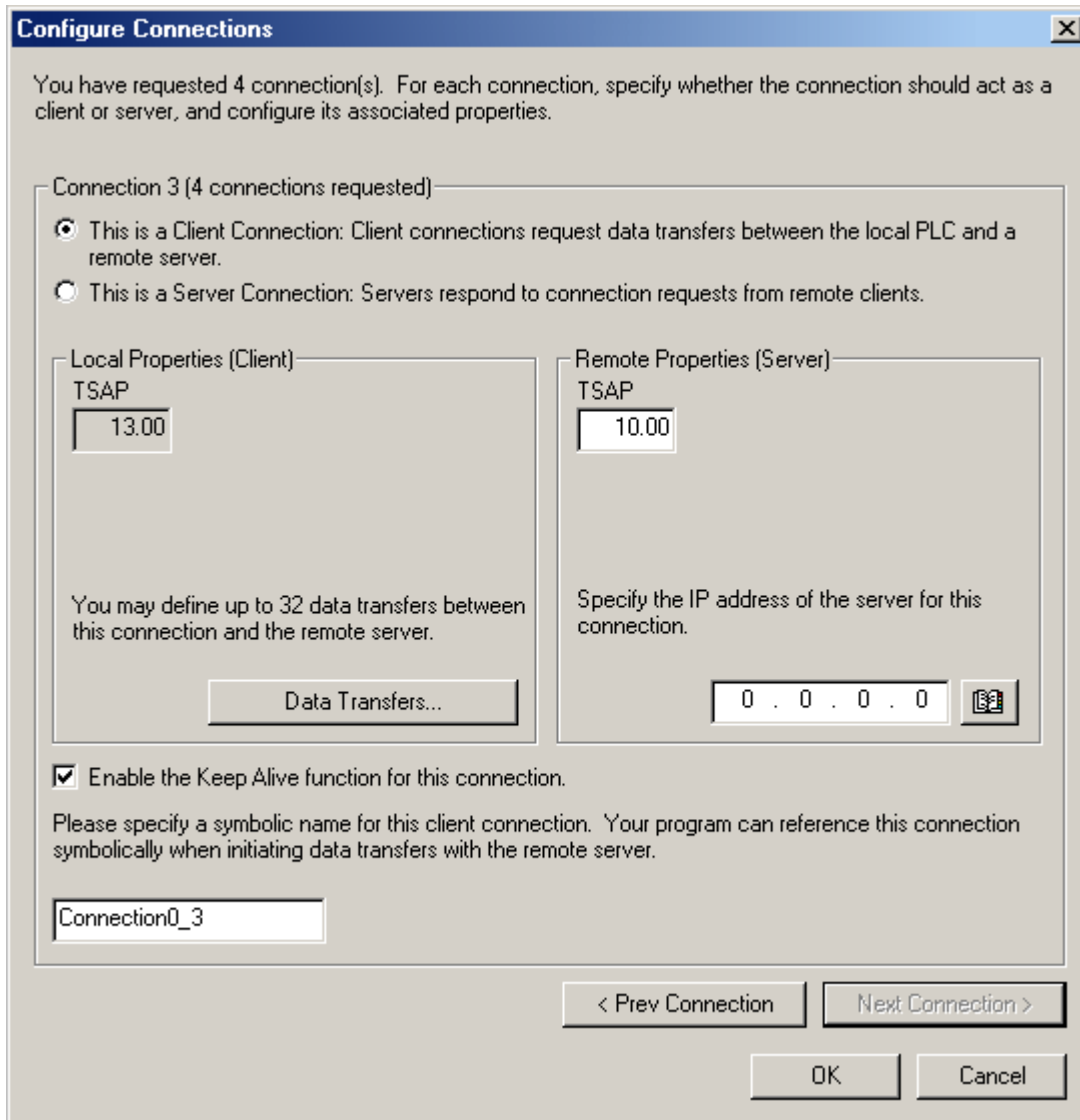 Configure Connections
You have requested 4 connection(s). For each connection, specify whether the connection should act as a
client or server, and configure its associated properties.
Connection 3 (4 connections requested)
This is a Client Connection: Client connections request data transfers between the local PLC and a
remote server.
This is a Server Connection: Servers respond to connection requests from remote clients.
Local Properties (Client)
TSAP
13.00
You may define up to 32 data transfers between
this connection and the remote server.
Data Transfers...
Remote Properties (Server)
TSAP
10.00
Specify the IP address of the server for this
connection.
0 . 0 . 0 . 0
Enable the Keep Alive function for this connection.
Please specify a symbolic name for this client connection. Your program can reference this connection
symbolically when initiating data transfers with the remote server.
Connection0_3
< Prev Connection
Next Connection >
OK
Cancel